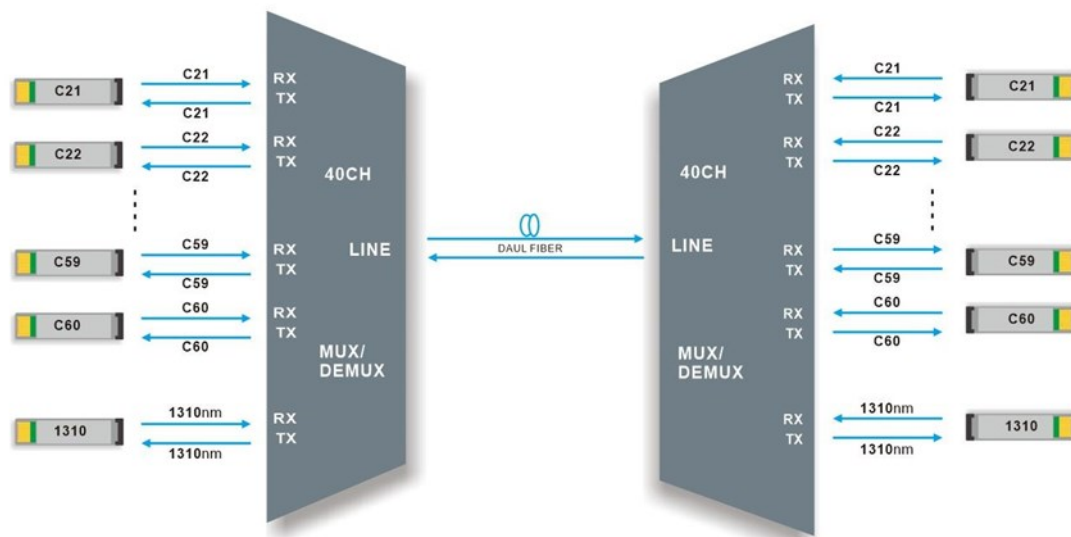 C21
C21
C21
RX
TX
C22
C22
C22
RX
TX
40CH
C59
C59
C59
RX
TX
LINE
C60
C60
C60
RX
TX
MUX/
DEMUX
1310
1310nm
1310nm
RX
TX
DAUL FIBER
RX
TX
C21
C21
C21
RX
TX
C22
C22
C22
40CH
LINE
RX
TX
C59
C59
C59
RX
TX
C60
C60
C60
MUX/
DEMUX
RX
TX
1310nm
1310nm
1310